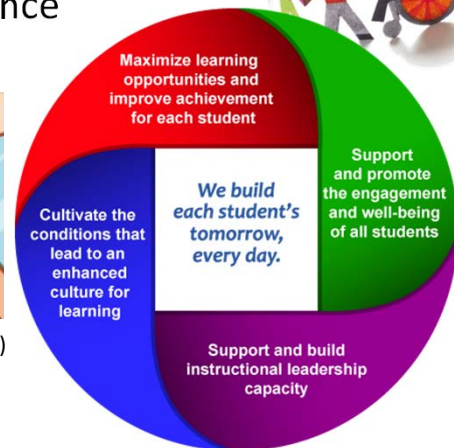 nce
Maximize learning
opportunities and
improve achievement
for each student
Support
and promote
the engagement
and well-being
of all students
We build
each student's
tomorrow,
every day.
Cultivate the
conditions that
lead to an
enhanced
culture for
learning
)
Support and build
instructional leadership
capacity